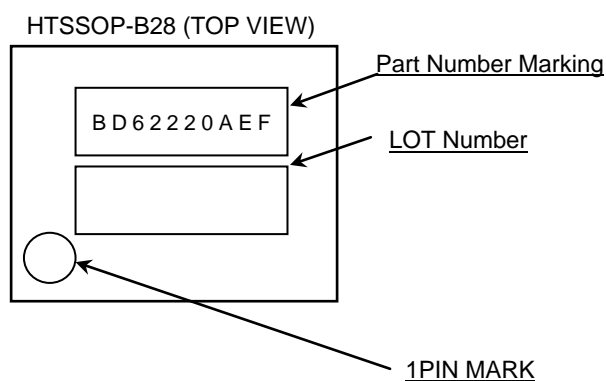 HTSSOP-B28 (TOP VIEW)
Part Number Marking
BD62220AEF
LOT Number
1PIN MARK